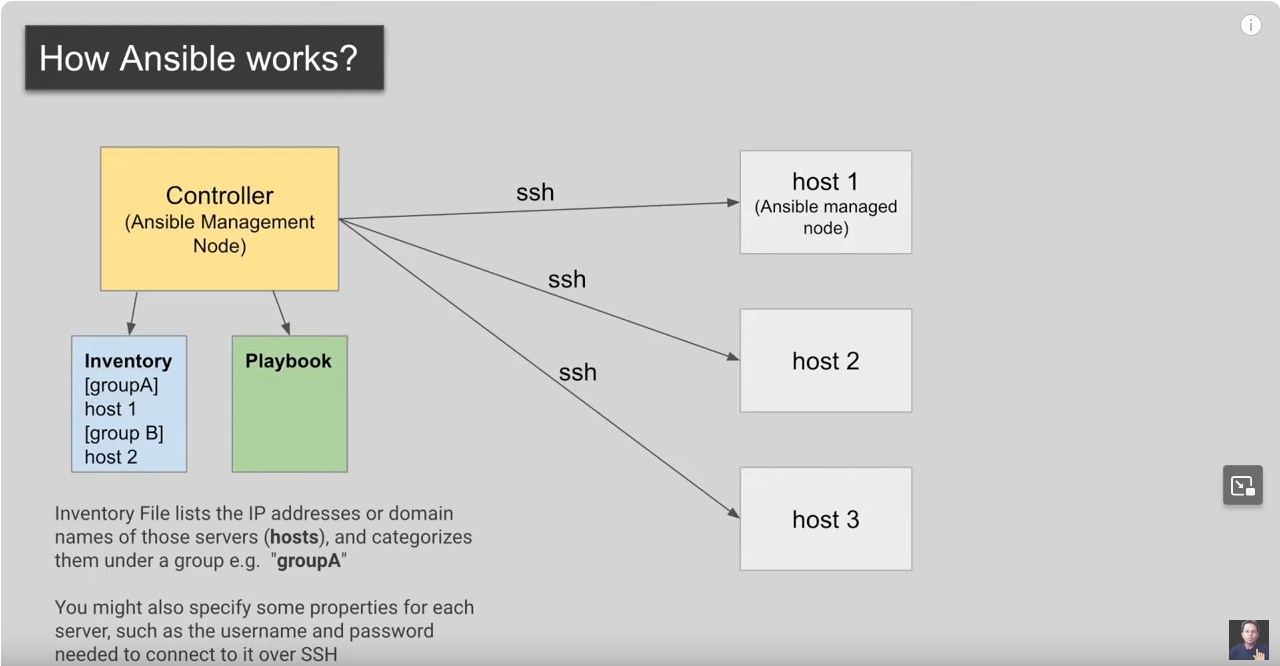 How Ansible works?
i
Controller
(Ansible Management
Node)
ssh
host 1
(Ansible managed
node)
ssh
host 2
ssh
host 3
Inventory
[groupA]
host 1
[group B]
host 2
Playbook
Inventory File lists the IP addresses or domain
names of those servers (hosts), and categorizes
them under a group e.g. "groupA"
You might also specify some properties for each
server, such as the username and password
needed to connect to it over SSH